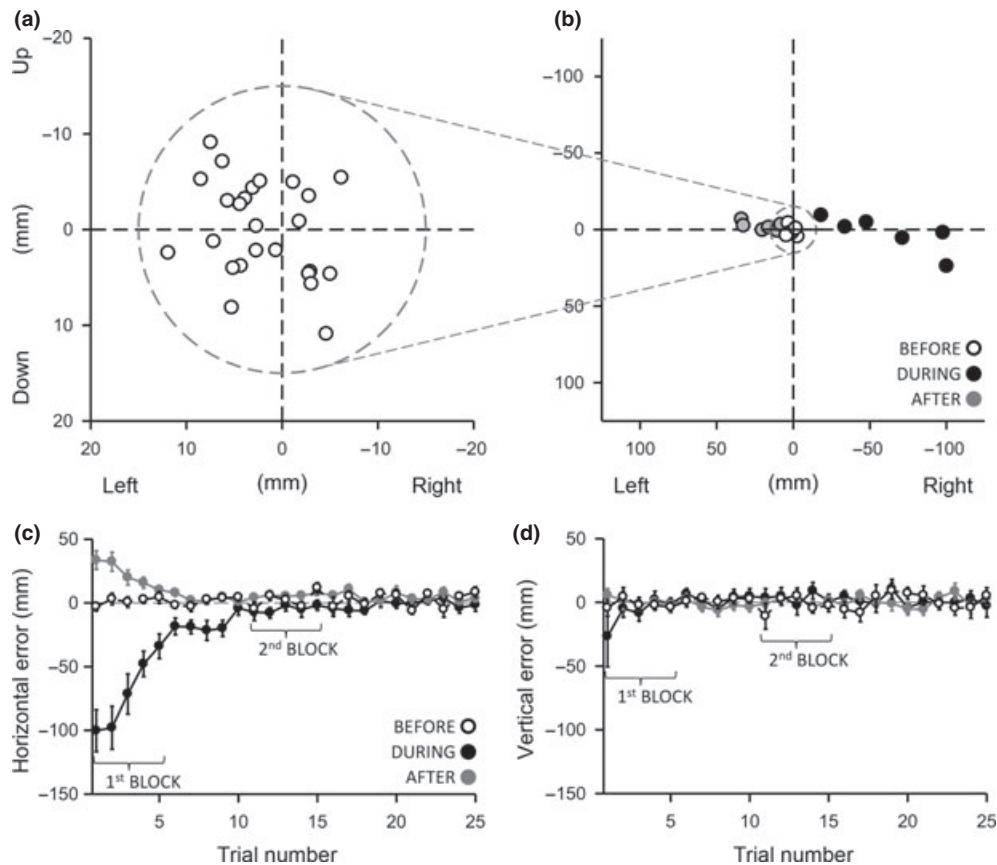 (a)
Up
(mm)
Down
−20
−10
0
10
20
20
10
0
−10
−20
Left
(mm)
Right
(b)
−100
−50
0
50
100
100
50
0
−50
−100
Left
(mm)
Right
BEFORE
DURING
AFTER
(c)
Horizontal error (mm)
50
0
−50
−100
−150
5
10
15
20
25
Trial number
1st BLOCK
2nd BLOCK
BEFORE
DURING
AFTER
(d)
Vertical error (mm)
50
0
−50
−100
−150
5
10
15
20
25
Trial number
1st BLOCK
2nd BLOCK
BEFORE
DURING
AFTER